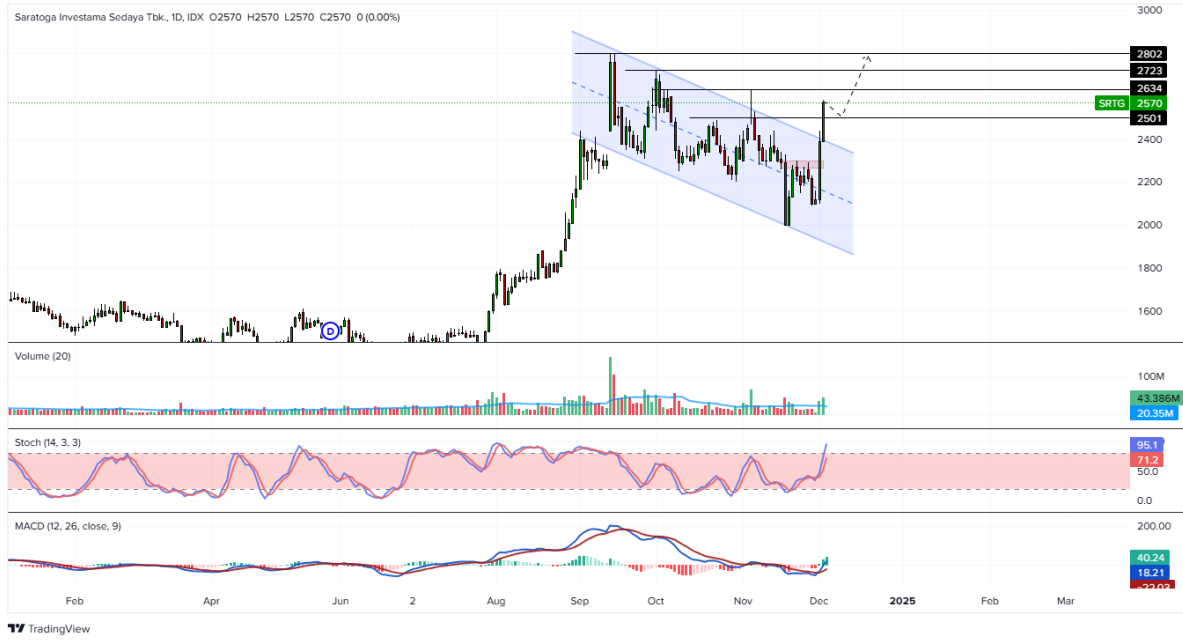 Saratoga Investama Sedaya Tbk., 1D, IDX O2570 H2570 L2570 C2570 0 (0.00%)
3000
2802
2723
2634
SRTG 2570
2501
2400
2200
2000
1800
1600
D
Volume (20)
100M
43.386M
20.35M
Stoch (14, 3, 3)
95.1
71.2
50.0
0.0
MACD (12, 26, close, 9)
200.00
40.24
18.21
−22.03
Feb Apr Jun 2 Aug Sep Oct Nov Dec 2025 Feb Mar
TradingView